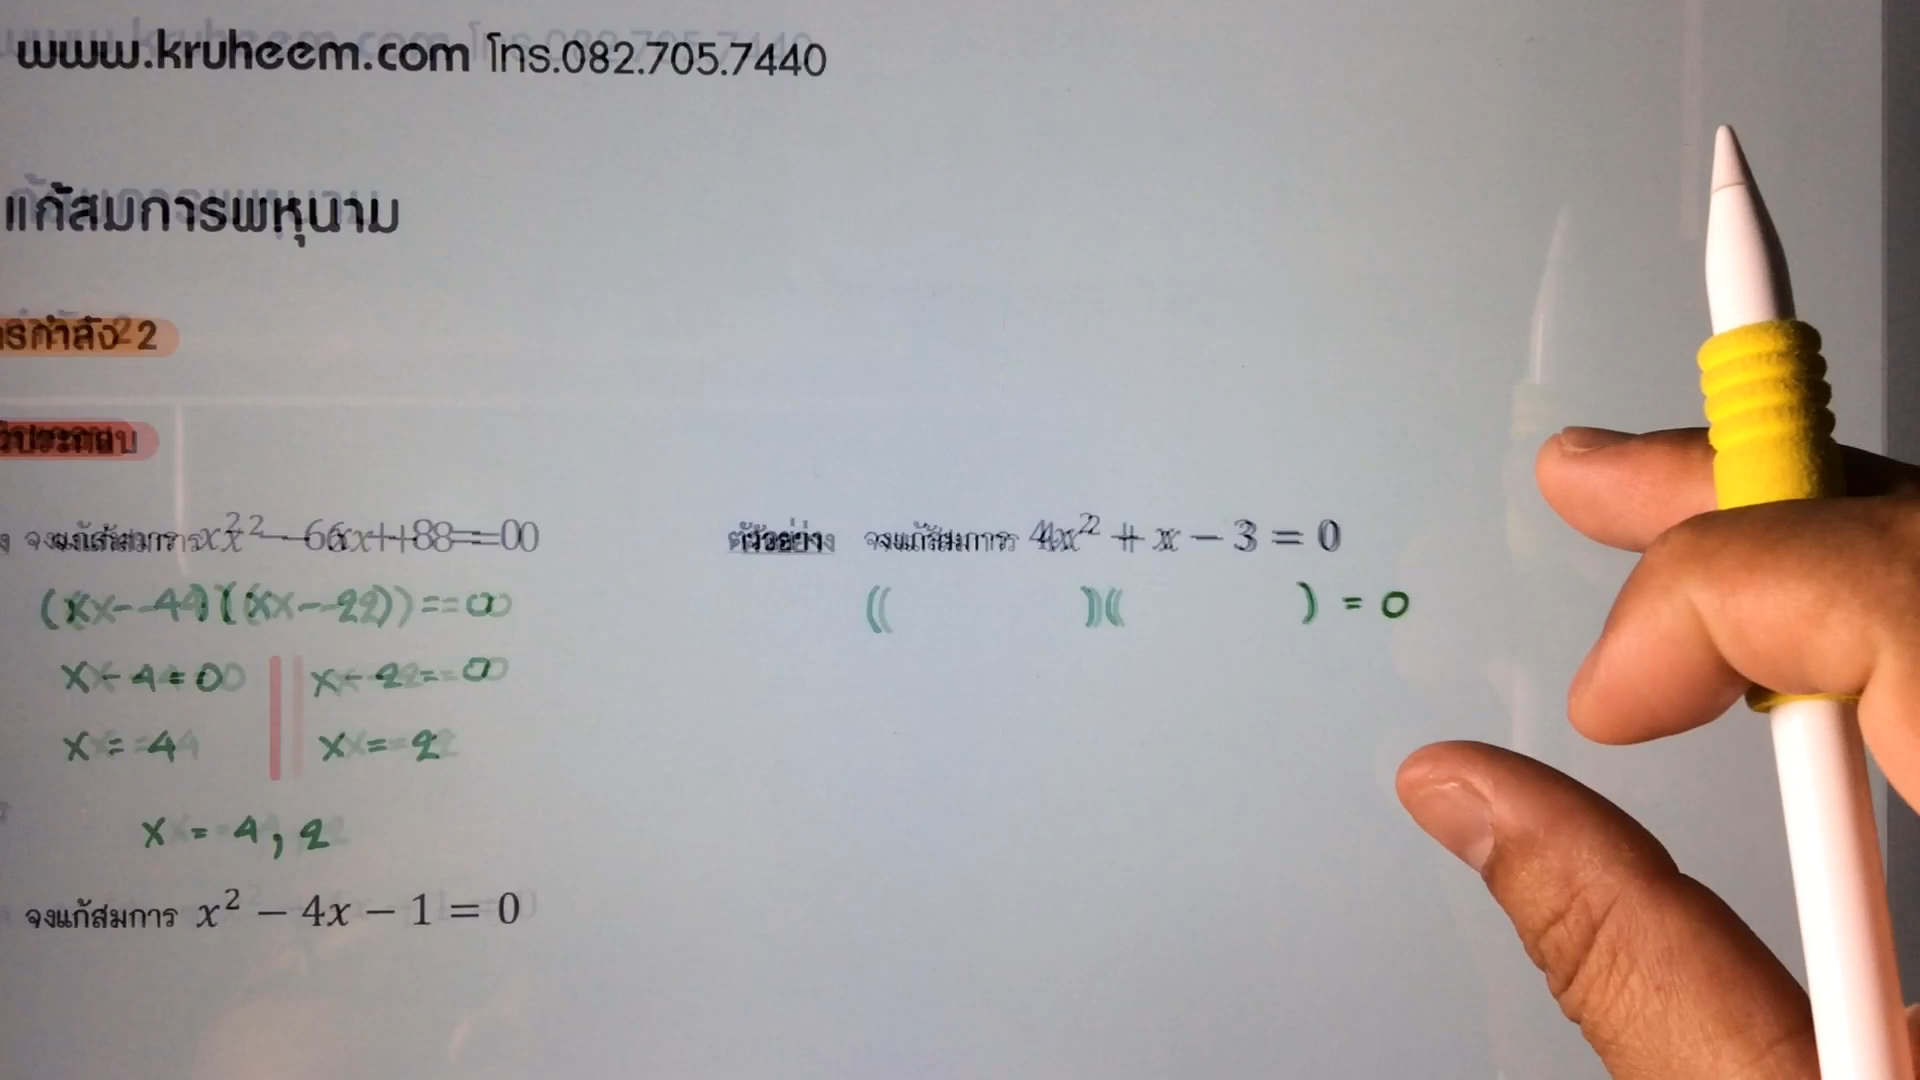 www.kruheem.com โทร.082.705.7440
แก้สมการพหุนาม
กำลัง 2
ประกอบ
จงแก้สมการ x² − 6x + 8 = 0
(x-4)(x-2) = 0
x-4=0 x-2=0
x=4 x=2
x = 4, 2
จงแก้สมการ x² − 4x − 1 = 0
ตัวอย่าง จงแก้สมการ 4x² + x − 3 = 0
( )( ) = 0